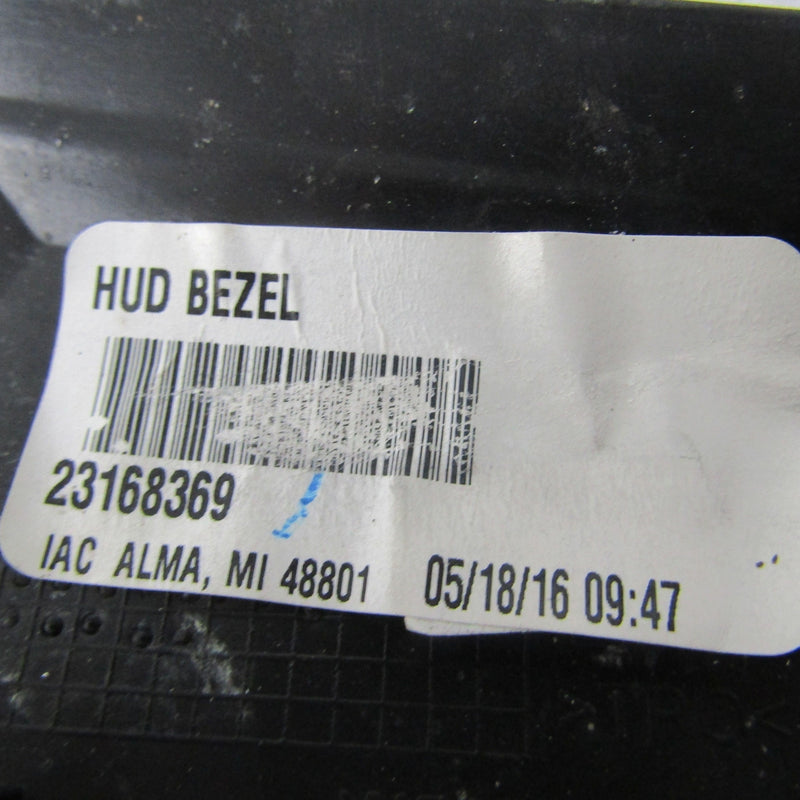 HUD BEZEL
23168369
IAC ALMA, MI 48801 05/18/16 09:47